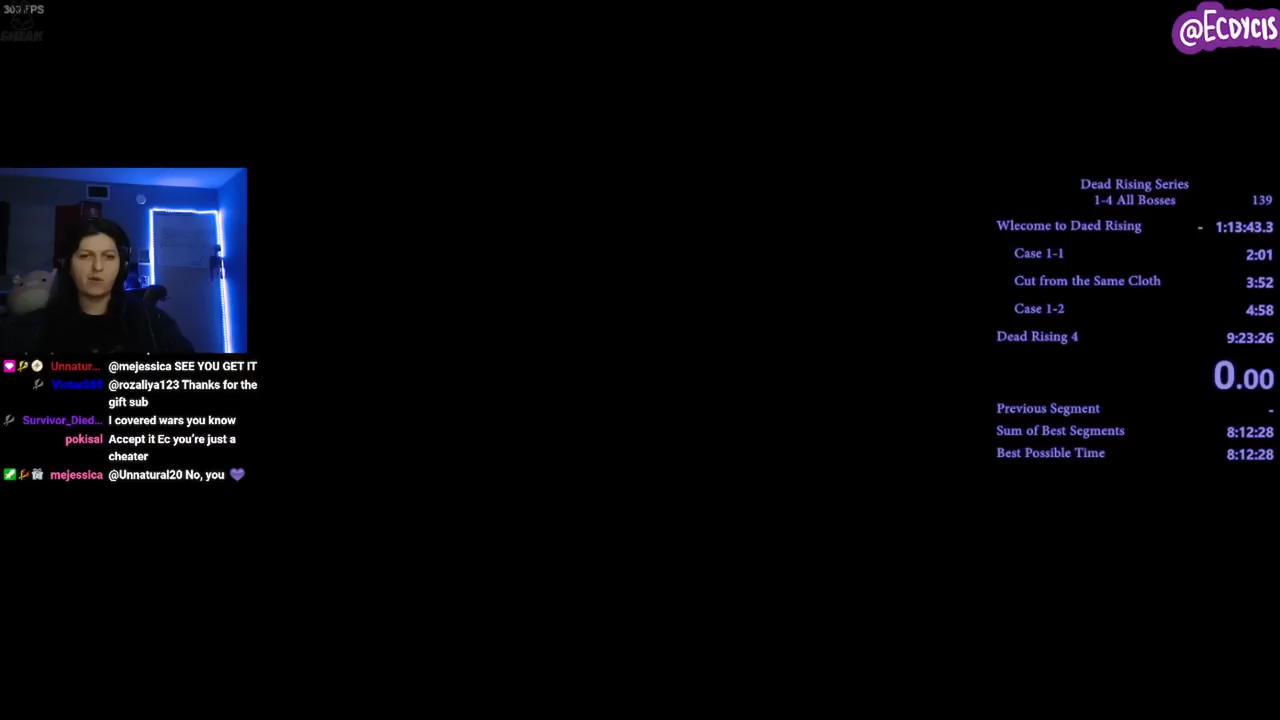 @ECDYCIS
SNEAK
Dead Rising Series
1-4 All Bosses 139
Wlecome to Daed Rising - 1:13:43.3
Case 1-1 2:01
Cut from the Same Cloth 3:52
Case 1-2 4:58
Dead Rising 4 9:23:26
0.00
Previous Segment -
Sum of Best Segments 8:12:28
Best Possible Time 8:12:28
Unnatur... @mejessica SEE YOU GET IT
@rozaliya123 Thanks for the
gift sub
Survivor_Died... I covered wars you know
pokisal Accept it Ec you're just a
cheater
mejessica @Unnatural20 No, you